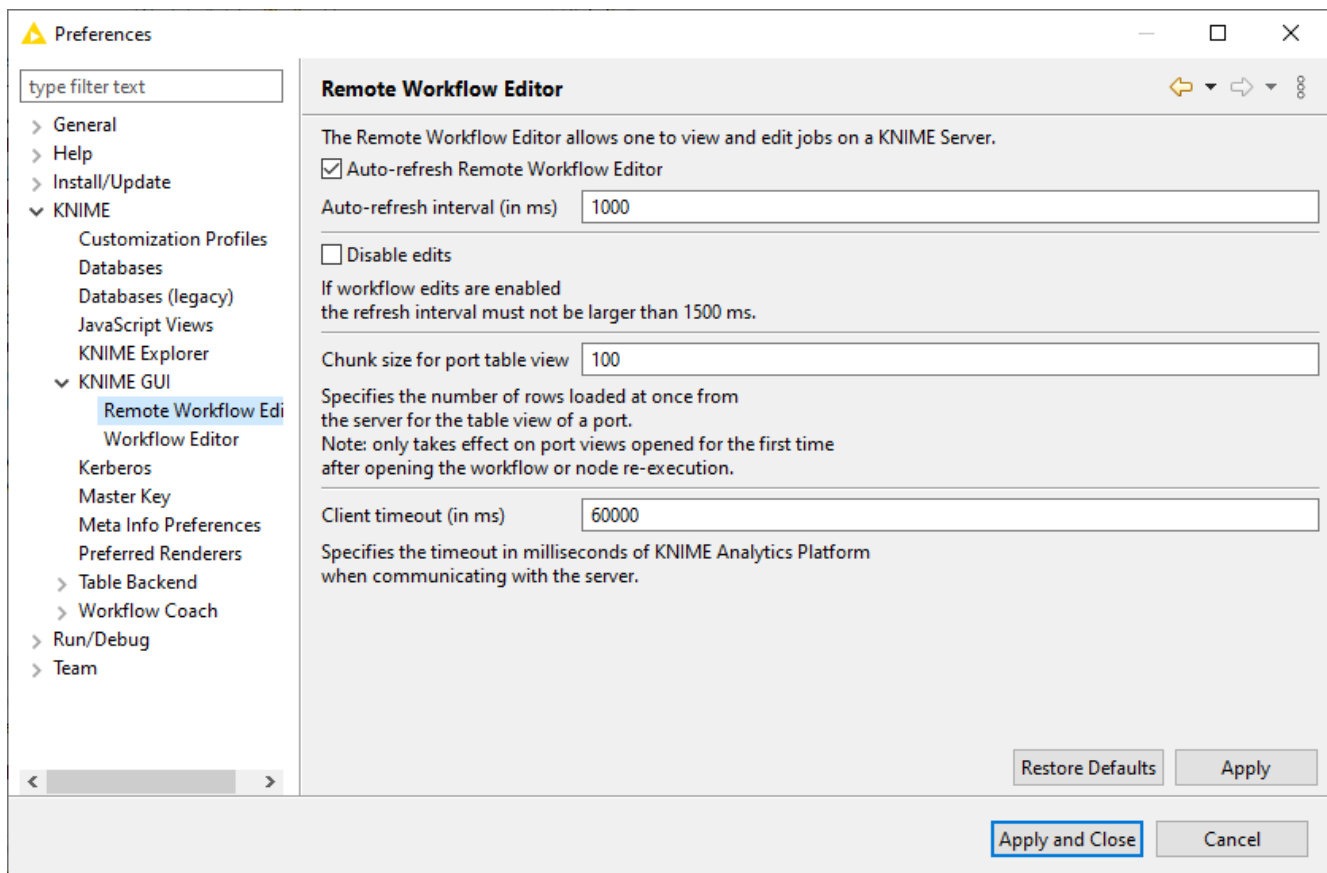 Preferences
type filter text
General
Help
Install/Update
KNIME
Customization Profiles
Databases
Databases (legacy)
JavaScript Views
KNIME Explorer
KNIME GUI
Remote Workflow Edi
Workflow Editor
Kerberos
Master Key
Meta Info Preferences
Preferred Renderers
Table Backend
Workflow Coach
Run/Debug
Team
Remote Workflow Editor
The Remote Workflow Editor allows one to view and edit jobs on a KNIME Server.
Auto-refresh Remote Workflow Editor
Auto-refresh interval (in ms) 1000
Disable edits
If workflow edits are enabled
the refresh interval must not be larger than 1500 ms.
Chunk size for port table view 100
Specifies the number of rows loaded at once from
the server for the table view of a port.
Note: only takes effect on port views opened for the first time
after opening the workflow or node re-execution.
Client timeout (in ms) 60000
Specifies the timeout in milliseconds of KNIME Analytics Platform
when communicating with the server.
Restore Defaults Apply
Apply and Close Cancel